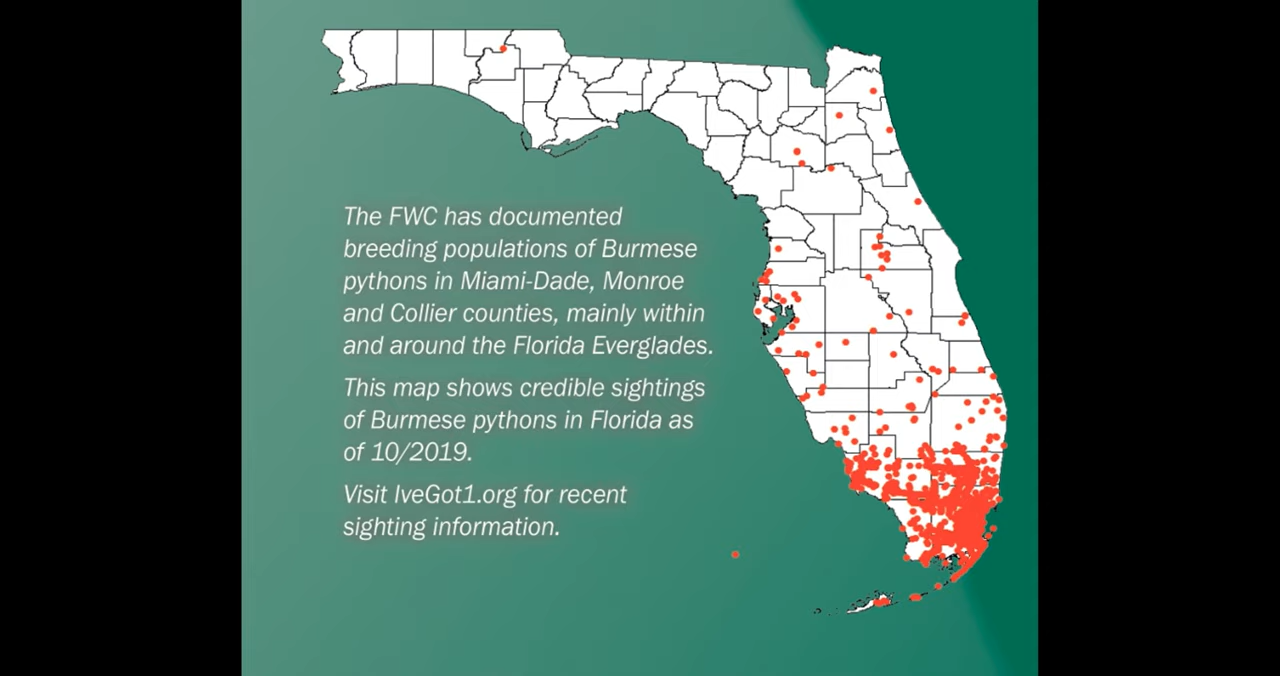 The FWC has documented
breeding populations of Burmese
pythons in Miami-Dade, Monroe
and Collier counties, mainly within
and around the Florida Everglades.
This map shows credible sightings
of Burmese pythons in Florida as
of 10/2019.
Visit IveGot1.org for recent
sighting information.